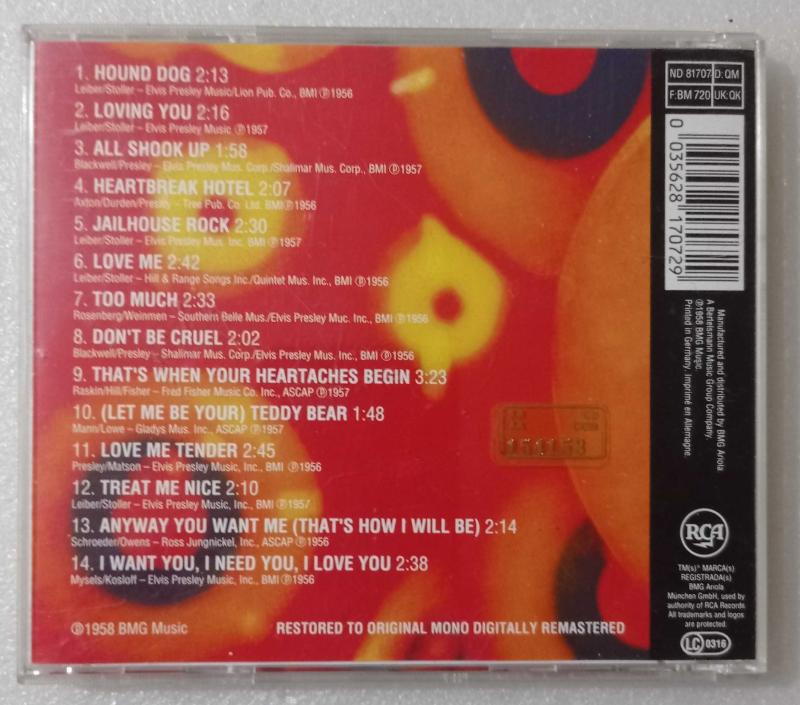 1. HOUND DOG 2:13
Leiber/Stoller – Elvis Presley Music/Lion Pub. Co., BMI ℗1956
2. LOVING YOU 2:16
Leiber/Stoller – Elvis Presley Music ℗1957
3. ALL SHOOK UP 1:58
Blackwell/Presley – Elvis Presley Mus. Corp./Shalimar Mus. Corp., BMI ℗1957
4. HEARTBREAK HOTEL 2:07
Axton/Durden/Presley – Tree Pub. Co. Ltd. BMI℗1956
5. JAILHOUSE ROCK 2:30
Leiber/Stoller – Elvis Presley Mus. Inc. BMI ℗1957
6. LOVE ME 2:42
Leiber/Stoller – Hill & Range Songs Inc./Quintet Mus. Inc., BMI ℗1956
7. TOO MUCH 2:33
Rosenberg/Weinmen – Southern Belle Mus./Elvis Presley Muc. Inc., BMI ℗1956
8. DON'T BE CRUEL 2:02
Blackwell/Presley – Shalimar Mus. Corp./Elvis Presley Mus. Inc., BMI ℗1956
9. THAT'S WHEN YOUR HEARTACHES BEGIN 3:23
Raskin/Hill/Fisher – Fred Fisher Music Co. Inc., ASCAP ℗1957
10. (LET ME BE YOUR) TEDDY BEAR 1:48
Mann/Lowe – Gladys Mus. Inc., ASCAP ℗1957
11. LOVE ME TENDER 2:45
Presley/Matson – Elvis Presley Music, Inc., BMI ℗1956
12. TREAT ME NICE 2:10
Leiber/Stoller – Elvis Presley Music, Inc., BMI ℗1957
13. ANYWAY YOU WANT ME (THAT'S HOW I WILL BE) 2:14
Schroeder/Owens – Ross Jungnickel, Inc., ASCAP ℗1956
14. I WANT YOU, I NEED YOU, I LOVE YOU 2:38
Mysels/Kosloff – Elvis Presley Music, Inc., BMI ℗1956
℗1958 BMG Music
RESTORED TO ORIGINAL MONO DIGITALLY REMASTERED
ND 81707 D:QM
F:BM 720 UK:QK
0 035628 170729
Manufactured and distributed by BMG Ariola
A Bertelsmann Music Group Company.
℗1958 BMG Music.
Printed in Germany. Imprimé en Allemagne.
RCA
TM(s)® MARCA(s)
REGISTRADA(s)
BMG Ariola
München GmbH, used by
authority of RCA Records
All trademarks and logos
are protected.
LC 0316